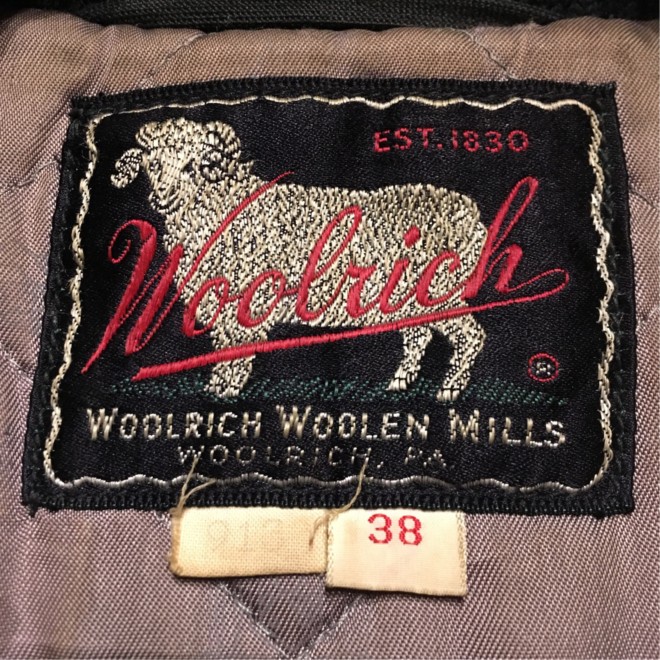 EST. 1830
Woolrich
®
WOOLRICH WOOLEN MILLS
WOOLRICH, PA.
38